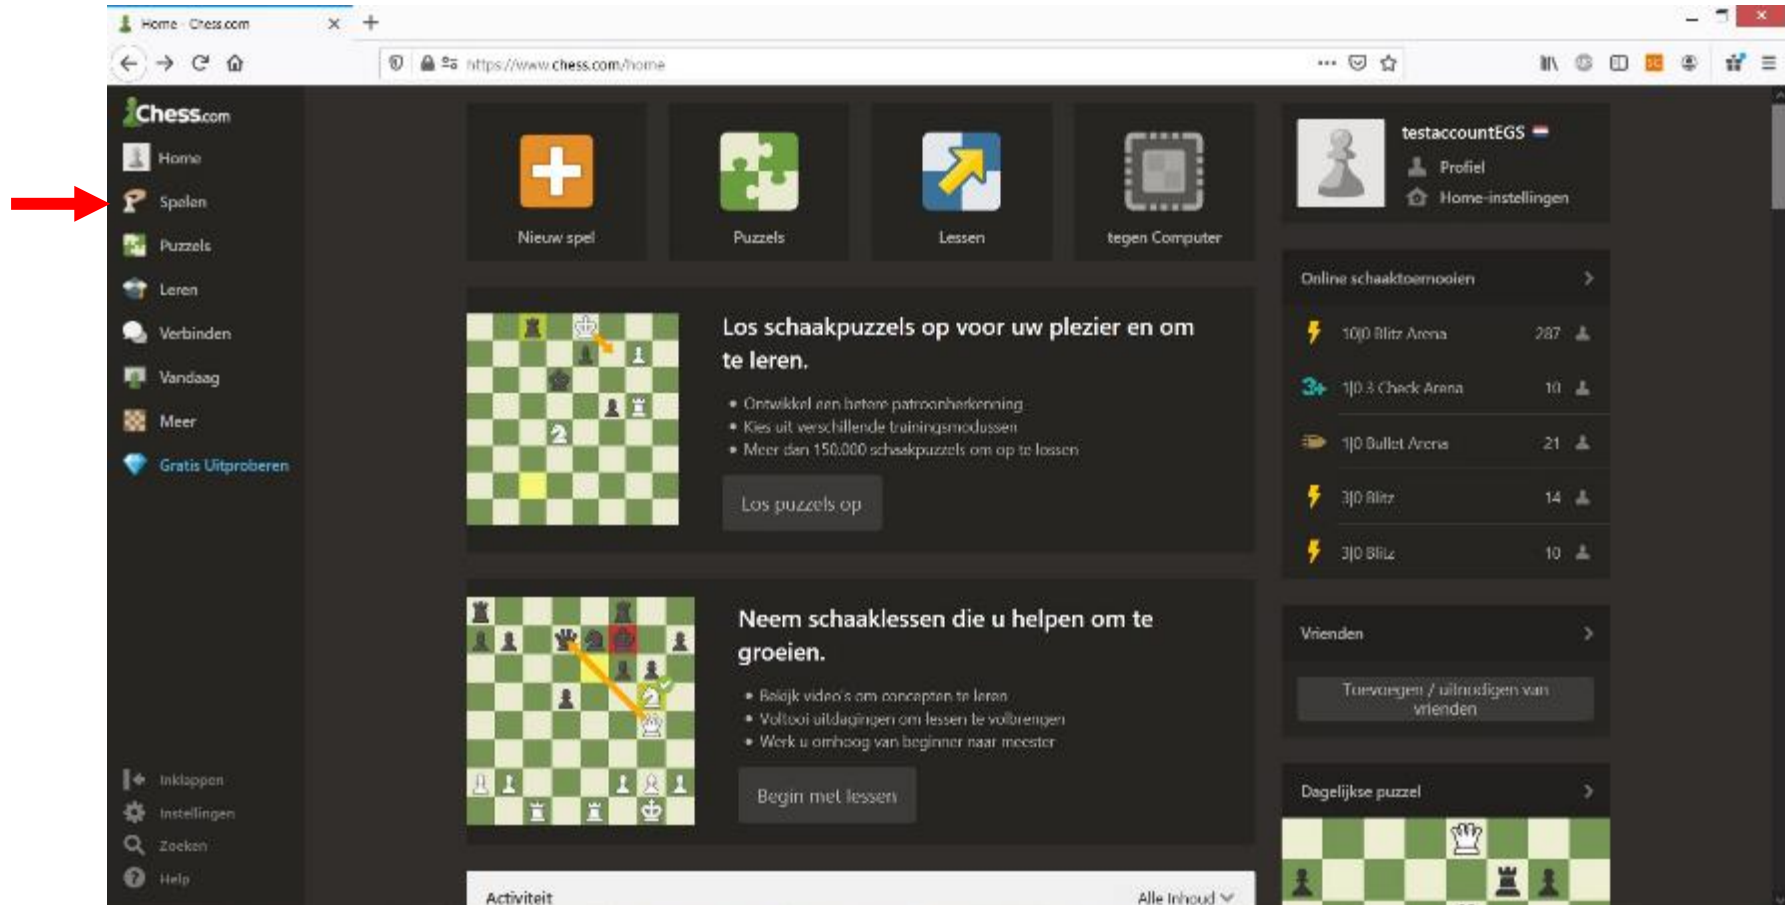 Home - Chess.com
https://www.chess.com/home
Chess.com
Home
Spelen
Puzzels
Leren
Verbinden
Vandaag
Meer
Gratis Uitproberen
Inklappen
Instellingen
Zoeken
Help
Nieuw spel
Puzzels
Lessen
tegen Computer
Los schaakpuzzels op voor uw plezier en om
te leren.
• Ontwikkel een betere patroonherkenning
• Kies uit verschillende trainingsmodussen
• Meer dan 150.000 schaakpuzzels om op te lossen
Los puzzels op
Neem schaaklessen die u helpen om te
groeien.
• Bekijk video's om concepten te leren
• Voltooi uitdagingen om lessen te volbrengen
• Werk u omhoog van beginner naar meester
Begin met lessen
Activiteit
Alle Inhoud
testaccountEGS
Profiel
Home-instellingen
Online schaaktoernooien
10|0 Blitz Arena 287
3+ 1|0 3 Check Arena 10
1|0 Bullet Arena 21
3|0 Blitz 14
3|0 Blitz 10
Vrienden
Toevoegen / uitnodigen van
vrienden
Dagelijkse puzzel